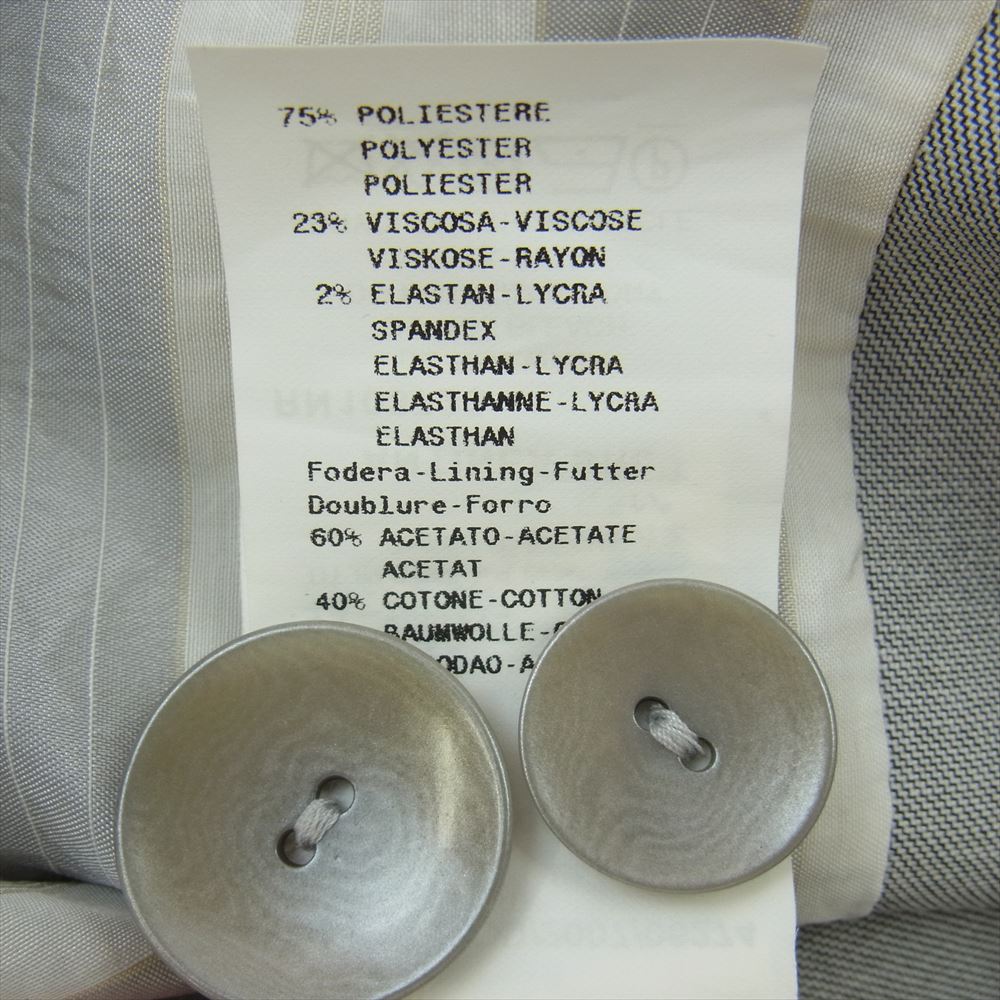 75% POLIESTERE
POLYESTER
POLIESTER
23% VISCOSA-VISCOSE
VISKOSE-RAYON
2% ELASTAN-LYCRA
SPANDEX
ELASTHAN-LYCRA
ELASTHANNE-LYCRA
ELASTHAN
Fodera-Lining-Futter
Doublure-Forro
60% ACETATO-ACETATE
ACETAT
40% COTONE-COTTON
BAUMWOLLE-